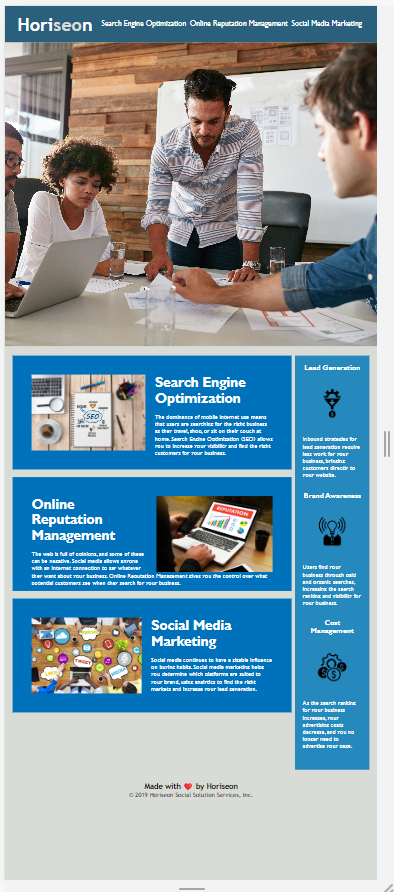 Horiseon
Search Engine Optimization Online Reputation Management Social Media Marketing
Search Engine
Optimization
The dominance of mobile internet use means
that users are searching for the right business
as they travel, shop, or sit on their couch at
home. Search Engine Optimization (SEO) allows
you to increase your visibility and find the right
customers for your business.
SEO
Online
Reputation
Management
The web is full of opinions, and some of these
can be negative. Social media allows anyone
with an internet connection to say whatever
they want about your business. Online Reputation Management gives you the control over what
potential customers see when they search for your business.
REPUTATION
Social Media
Marketing
Social media continues to have a sizable influence
on buying habits. Social media marketing helps
you determine which platforms are suited to
your brand, using analytics to find the right
markets and increase your lead generation.
TWEET
Lead Generation
Inbound strategies for
lead generation require
less work for your
business, bringing
customers directly to
your website.
Brand Awareness
Users find your
business through paid
and organic searches,
increasing the search
ranking and visibility for
your business.
Cost
Management
As the search ranking
for your business
increases, your
advertising costs
decrease, and you no
longer need to
advertise your page.
Made with ❤️ by Horiseon
© 2019 Horiseon Social Solution Services, Inc.